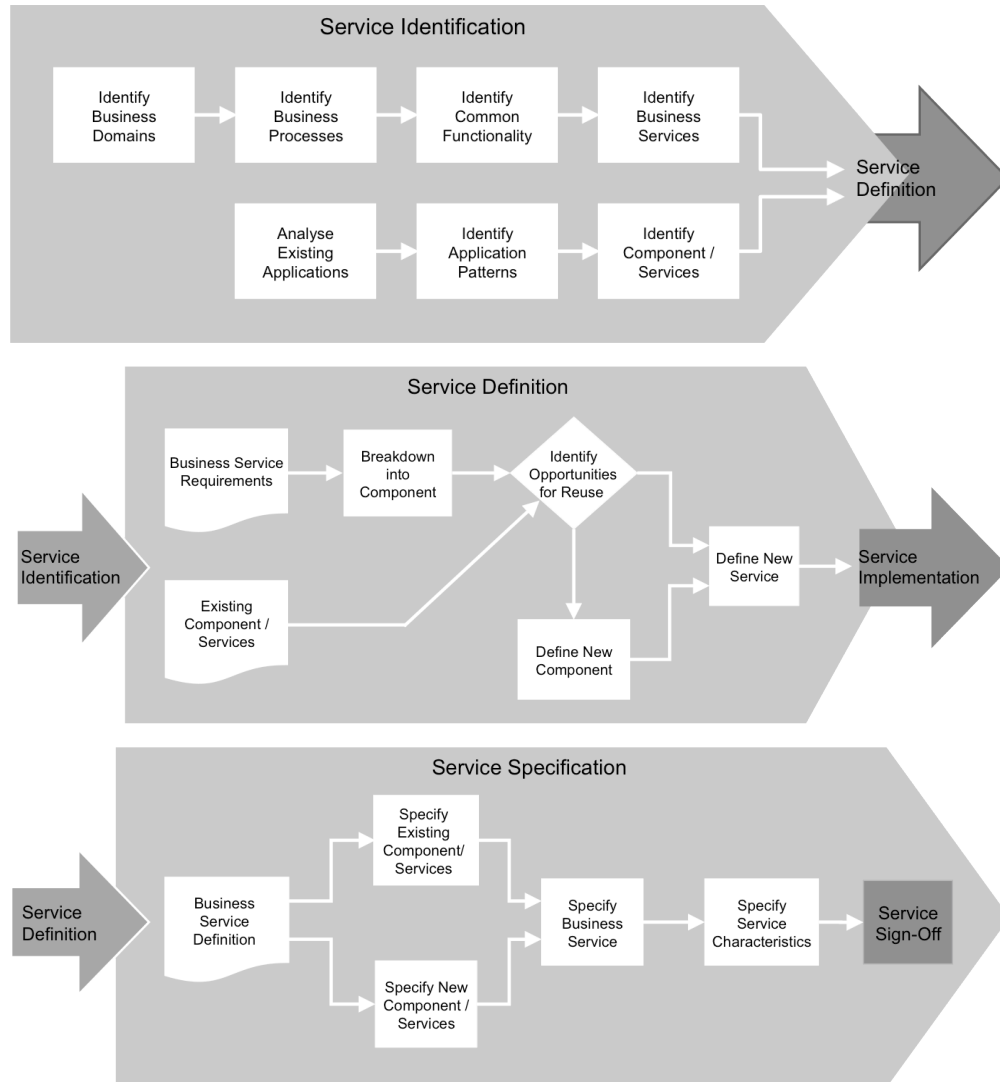 Service Identification
Identify
Business
Domains
Identify
Business
Processes
Identify
Common
Functionality
Identify
Business
Services
Service
Definition
Analyse
Existing
Applications
Identify
Application
Patterns
Identify
Component /
Services
Service Definition
Business Service
Requirements
Breakdown
into
Component
Identify
Opportunities
for Reuse
Service
Identification
Existing
Component /
Services
Define New
Component
Define New
Service
Service
Implementation
Service Specification
Service
Definition
Business
Service
Definition
Specify
Existing
Component/
Services
Specify New
Component /
Services
Specify
Business
Service
Specify
Service
Characteristics
Service
Sign-Off